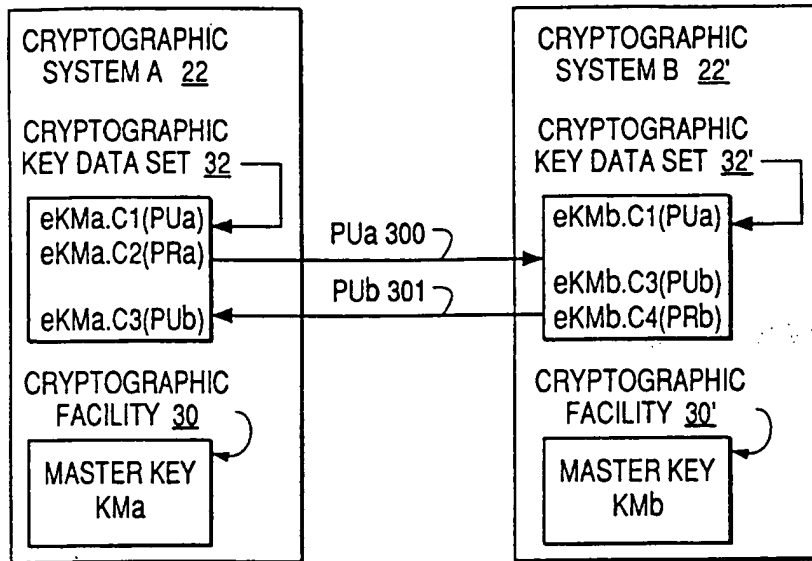 CRYPTOGRAPHIC
SYSTEM A 22
CRYPTOGRAPHIC
KEY DATA SET 32
eKMa.C1(PUa)
eKMa.C2(PRa)
eKMa.C3(PUb)
CRYPTOGRAPHIC
FACILITY 30
MASTER KEY
KMa
PUa 300
PUb 301
CRYPTOGRAPHIC
SYSTEM B 22'
CRYPTOGRAPHIC
KEY DATA SET 32'
eKMb.C1(PUa)
eKMb.C3(PUb)
eKMb.C4(PRb)
CRYPTOGRAPHIC
FACILITY 30'
MASTER KEY
KMb